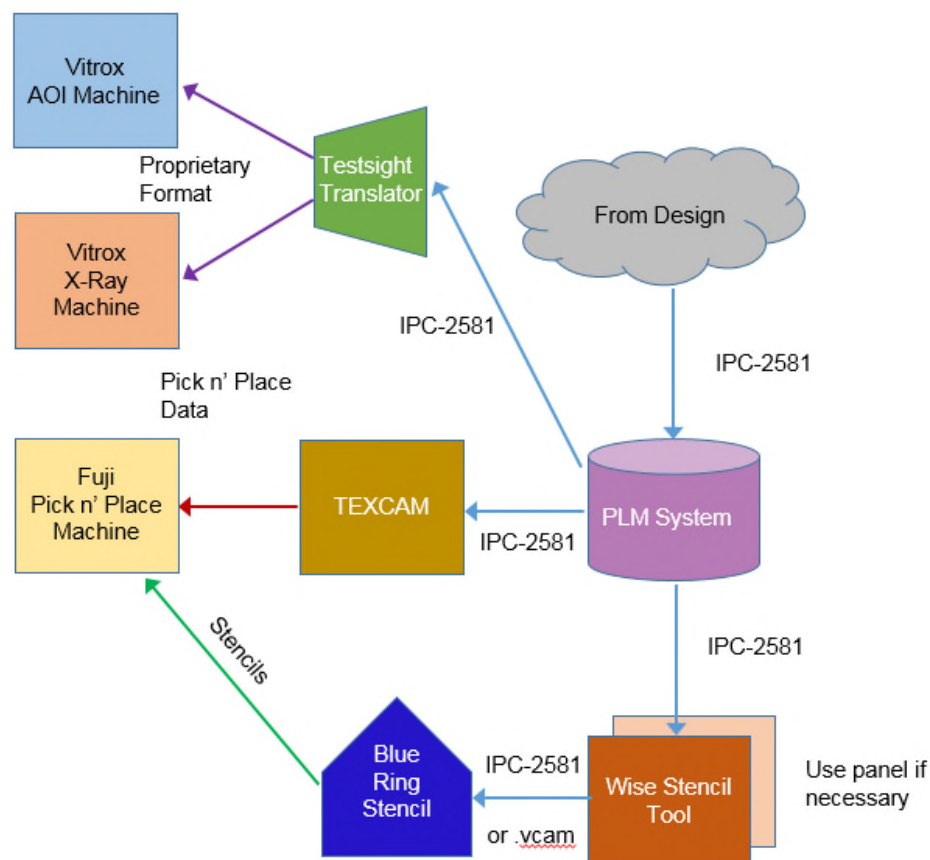 Vitrox
AOI Machine
Proprietary
Format
Testsight
Translator
From Design
Vitrox
X-Ray
Machine
IPC-2581
IPC-2581
Pick n’ Place
Data
Fuji
Pick n’ Place
Machine
TEXCAM
PLM System
IPC-2581
Stencils
IPC-2581
Blue
Ring
Stencil
IPC-2581
or .vcam
Wise Stencil
Tool
Use panel if
necessary